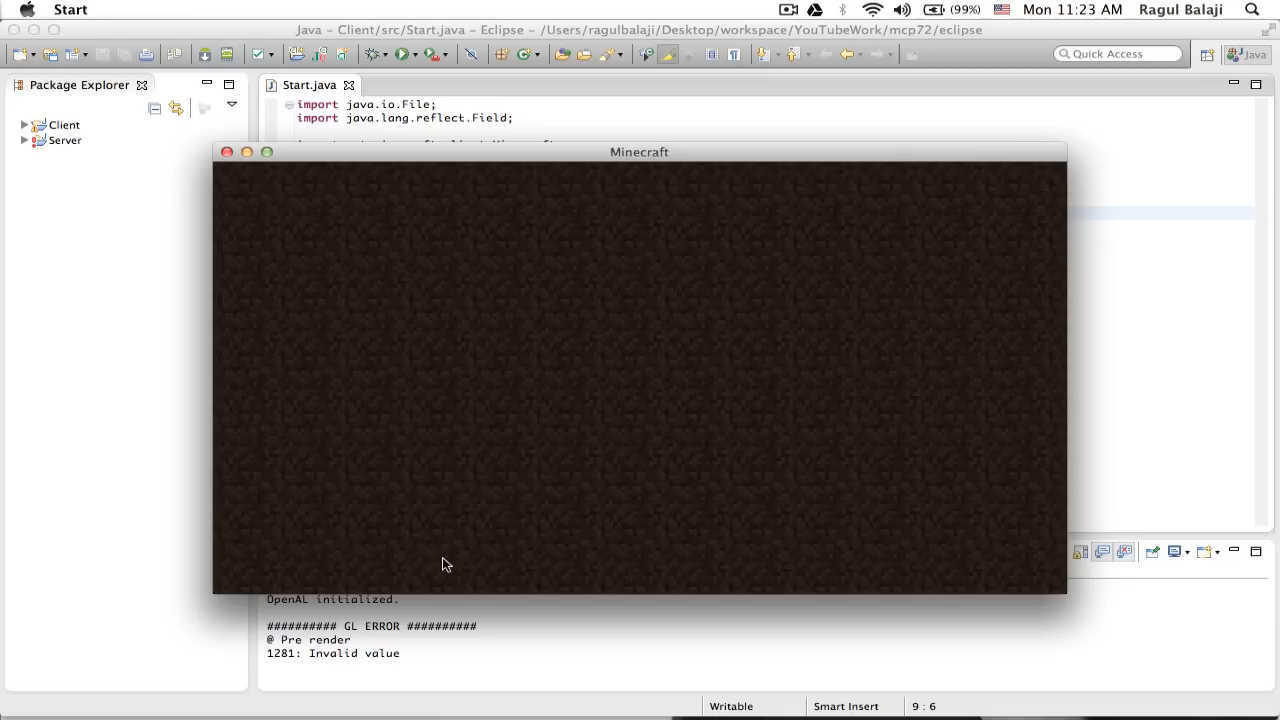 Start
(99%)
Mon 11:23 AM
Ragul Balaji
Java – Client/src/Start.java – Eclipse – /Users/ragulbalaji/Desktop/workspace/YouTubeWork/mcp72/eclipse
Quick Access
Java
Package Explorer
Start.java
Client
Server
import java.io.File;
import java.lang.reflect.Field;
Minecraft
OpenAL initialized.
########## GL ERROR ##########
@ Pre render
1281: Invalid value
Writable
Smart Insert
9 : 6